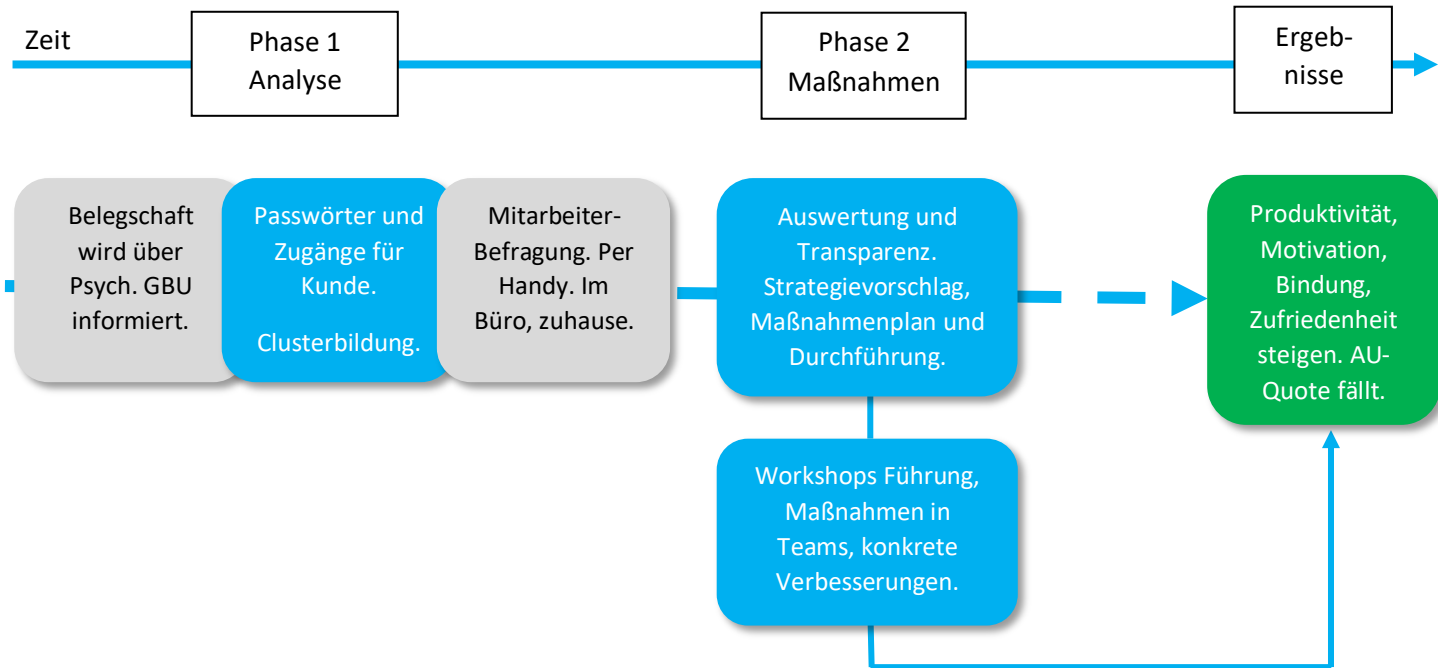 Zeit
Phase 1
Analyse
Phase 2
Maßnahmen
Ergeb-
nisse
Belegschaft
wird über
Psych. GBU
informiert.
Passwörter und
Zugänge für
Kunde.
Clusterbildung.
Mitarbeiter-
Befragung. Per
Handy. Im
Büro, zuhause.
Auswertung und
Transparenz.
Strategievorschlag,
Maßnahmenplan und
Durchführung.
Produktivität,
Motivation,
Bindung,
Zufriedenheit
steigen. AU-
Quote fällt.
Workshops Führung,
Maßnahmen in
Teams, konkrete
Verbesserungen.